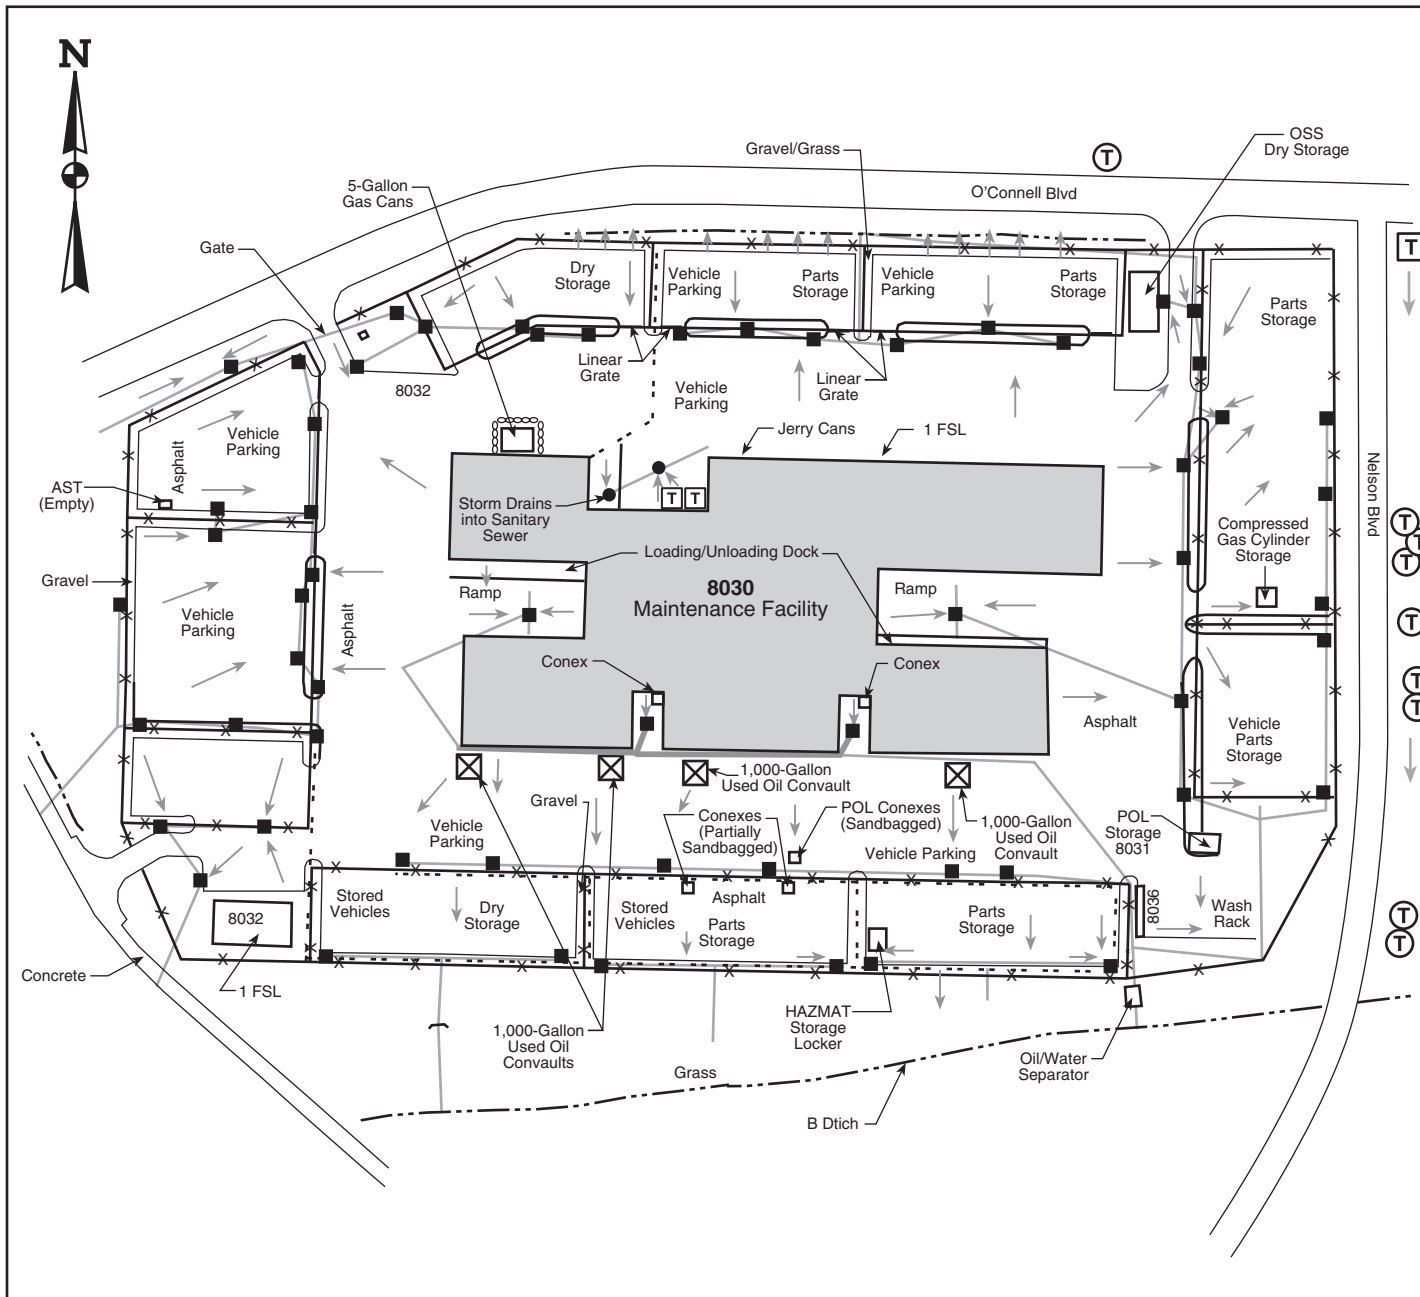 N
OSS
Dry Storage
T
Gravel/Grass
O'Connell Blvd
5-Gallon
Gas Cans
Gate
T
Dry
Storage
Vehicle
Parking
Parts
Storage
Vehicle
Parking
Parts
Storage
Parts
Storage
Linear
Grate
Linear
Grate
8032
Vehicle
Parking
Jerry Cans
1 FSL
Vehicle
Parking
Asphalt
AST
(Empty)
Nelson Blvd
Storm Drains
into Sanitary
Sewer
T
T
Compressed
Gas Cylinder
Storage
T
T
T
Loading/Unloading Dock
Gravel
Ramp
8030
Maintenance Facility
Ramp
Vehicle
Parking
Asphalt
T
Conex
Conex
T
T
Asphalt
Vehicle
Parts
Storage
1,000-Gallon
Used Oil Convault
Gravel
Conexes
(Partially
Sandbagged)
POL Conexes
(Sandbagged)
1,000-Gallon
Used Oil
Convault
POL
Storage
8031
Vehicle
Parking
Vehicle Parking
Stored
Vehicles
Dry
Storage
Stored
Vehicles
Asphalt
Parts
Storage
Parts
Storage
8036
Wash
Rack
T
T
8032
Concrete
1 FSL
1,000-Gallon
Used Oil
Convaults
HAZMAT
Storage
Locker
Oil/Water
Separator
Grass
B Dtich